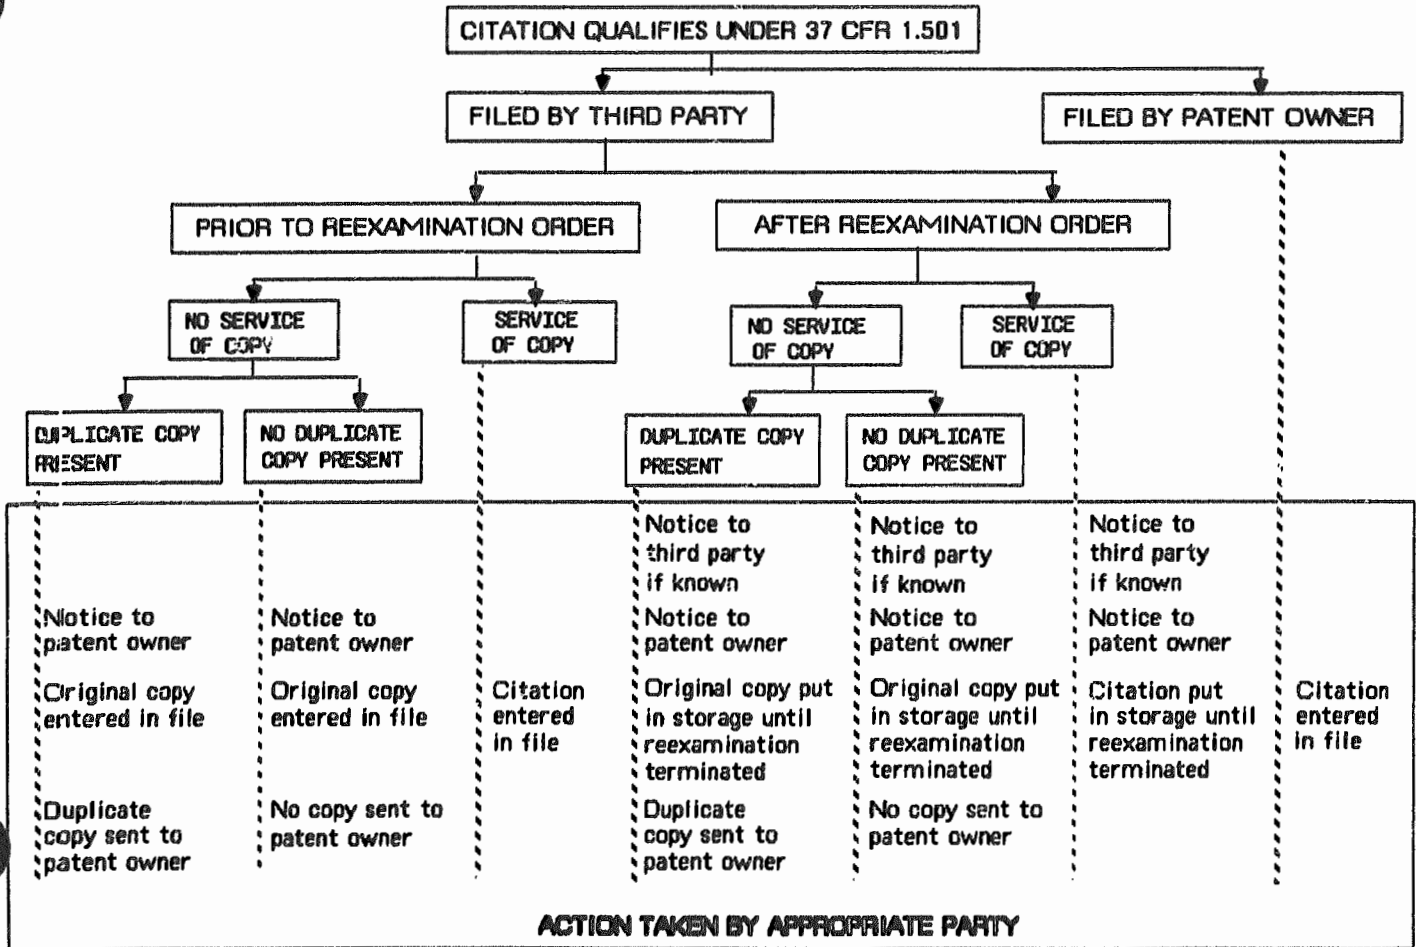 CITATION QUALIFIES UNDER 37 CFR 1.501
FILED BY THIRD PARTY
FILED BY PATENT OWNER
PRIOR TO REEXAMINATION ORDER
AFTER REEXAMINATION ORDER
NO SERVICE
OF COPY
SERVICE
OF COPY
NO SERVICE
OF COPY
SERVICE
OF COPY
DUPLICATE COPY
PRESENT
NO DUPLICATE
COPY PRESENT
DUPLICATE COPY
PRESENT
NO DUPLICATE
COPY PRESENT
Notice to
patent owner
Original copy
entered in file
Duplicate
copy sent to
patent owner
Notice to
patent owner
Original copy
entered in file
No copy sent to
patent owner
Citation
entered
in file
Notice to
third party
if known
Notice to
patent owner
Original copy put
in storage until
reexamination
terminated
Duplicate
copy sent to
patent owner
Notice to
third party
if known
Notice to
patent owner
Original copy put
in storage until
reexamination
terminated
No copy sent to
patent owner
Notice to
third party
if known
Notice to
patent owner
Citation put
in storage until
reexamination
terminated
Citation
entered
in file
ACTION TAKEN BY APPROPRIATE PARTY